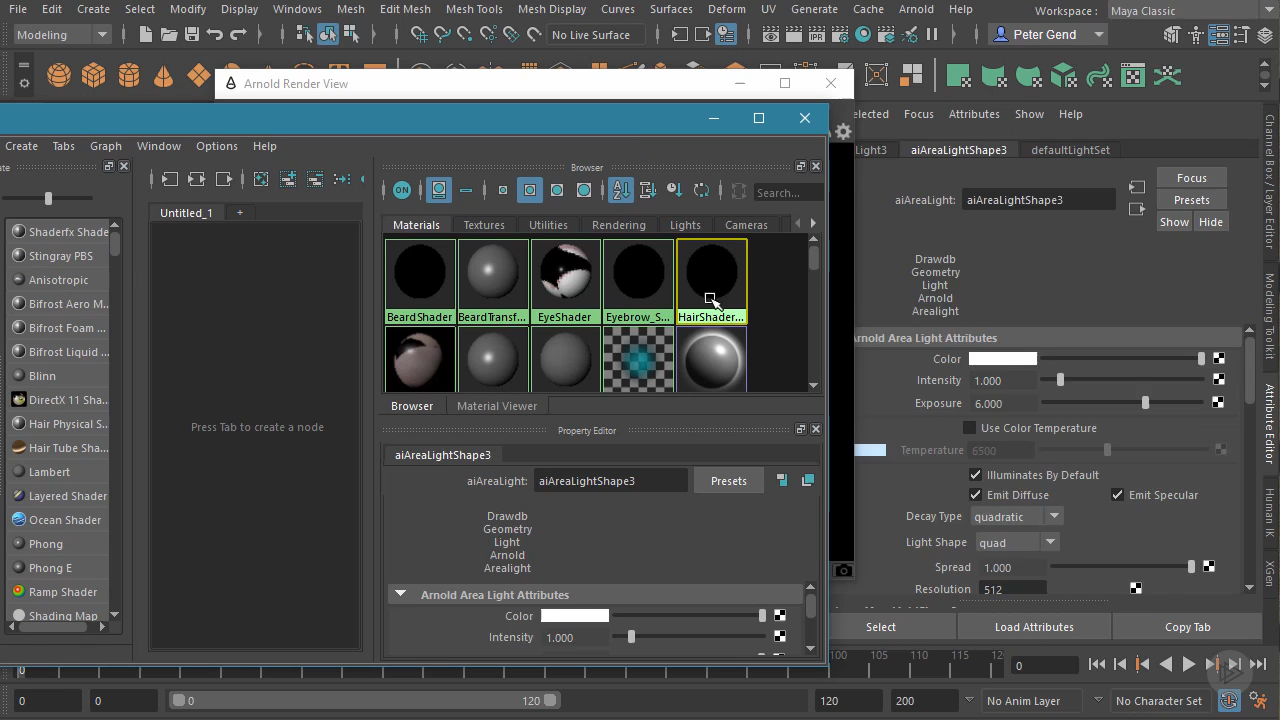 File Edit Create Select Modify Display Windows Mesh Edit Mesh Mesh Tools Mesh Display Curves Surfaces Deform UV Generate Cache Arnold Help Workspace : Maya Classic
Modeling No Live Surface Peter Gend
Arnold Render View
elected Focus Attributes Show Help
Create Tabs Graph Window Options Help
Light3 aiAreaLightShape3 defaultLightSet
ate Browser
Search...
aiAreaLight: aiAreaLightShape3 Focus
Presets
Show Hide
Untitled_1 +
Materials Textures Utilities Rendering Lights Cameras
Shaderfx Shade
Stingray PBS
Anisotropic
Bifrost Aero M
Bifrost Foam ...
Bifrost Liquid ...
Blinn
DirectX 11 Sha...
Hair Physical S...
Hair Tube Sha...
Lambert
Layered Shader
Ocean Shader
Phong
Phong E
Ramp Shader
Shading Map
Press Tab to create a node
ON
BeardShader BeardTransf... EyeShader Eyebrow_S... HairShader...
Browser Material Viewer
Property Editor
aiAreaLightShape3
aiAreaLight: aiAreaLightShape3 Presets
Drawdb
Geometry
Light
Arnold
Arealight
Arnold Area Light Attributes
Color
Intensity 1.000
Drawdb
Geometry
Light
Arnold
Arealight
Arnold Area Light Attributes
Color
Intensity 1.000
Exposure 6.000
Use Color Temperature
Temperature 6500
Illuminates By Default
Emit Diffuse Emit Specular
Decay Type quadratic
Light Shape quad
Spread 1.000
Resolution 512
Select Load Attributes Copy Tab
Channel Box / Layer Editor
Modeling Toolkit
Attribute Editor
Human IK
XGen
0 100 105 110 115 12 0
0 0 0 120 120 200 No Anim Layer No Character Set